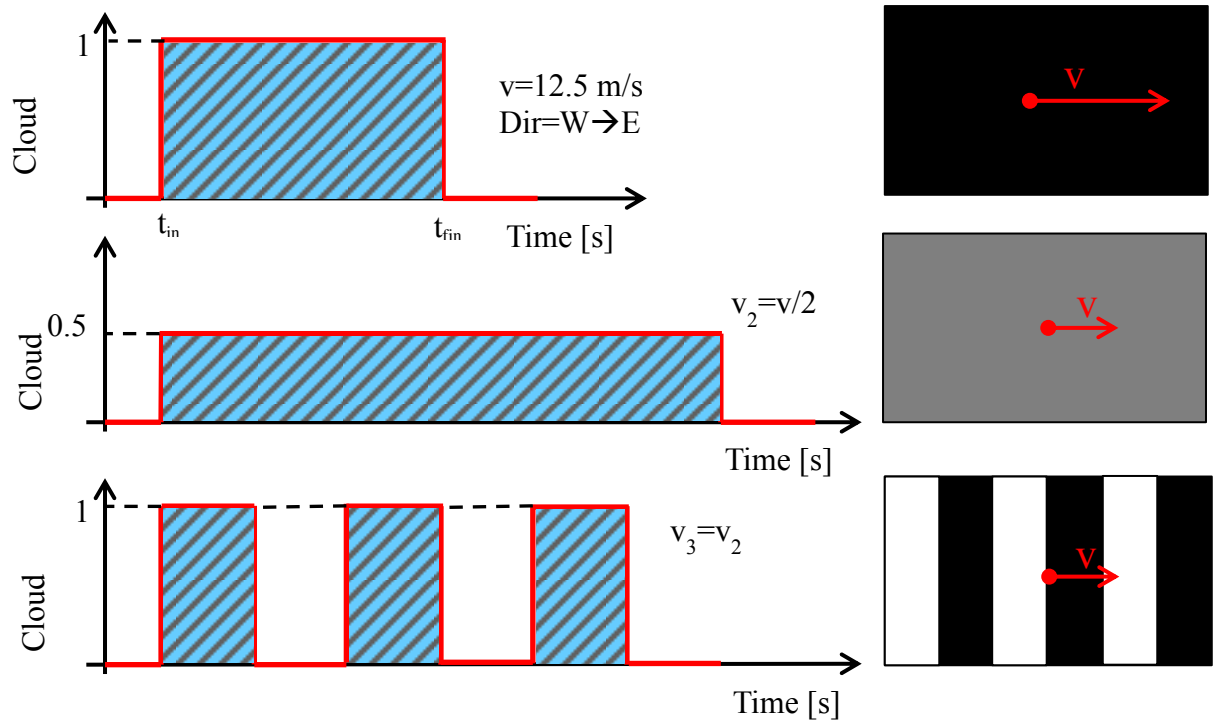 Cloud
1
v=12.5 m/s
Dir=W→E
t_in
t_fin
Time [s]
V
Cloud
0.5
v_2=v/2
Time [s]
V
Cloud
1
v_3=v_2
Time [s]
V